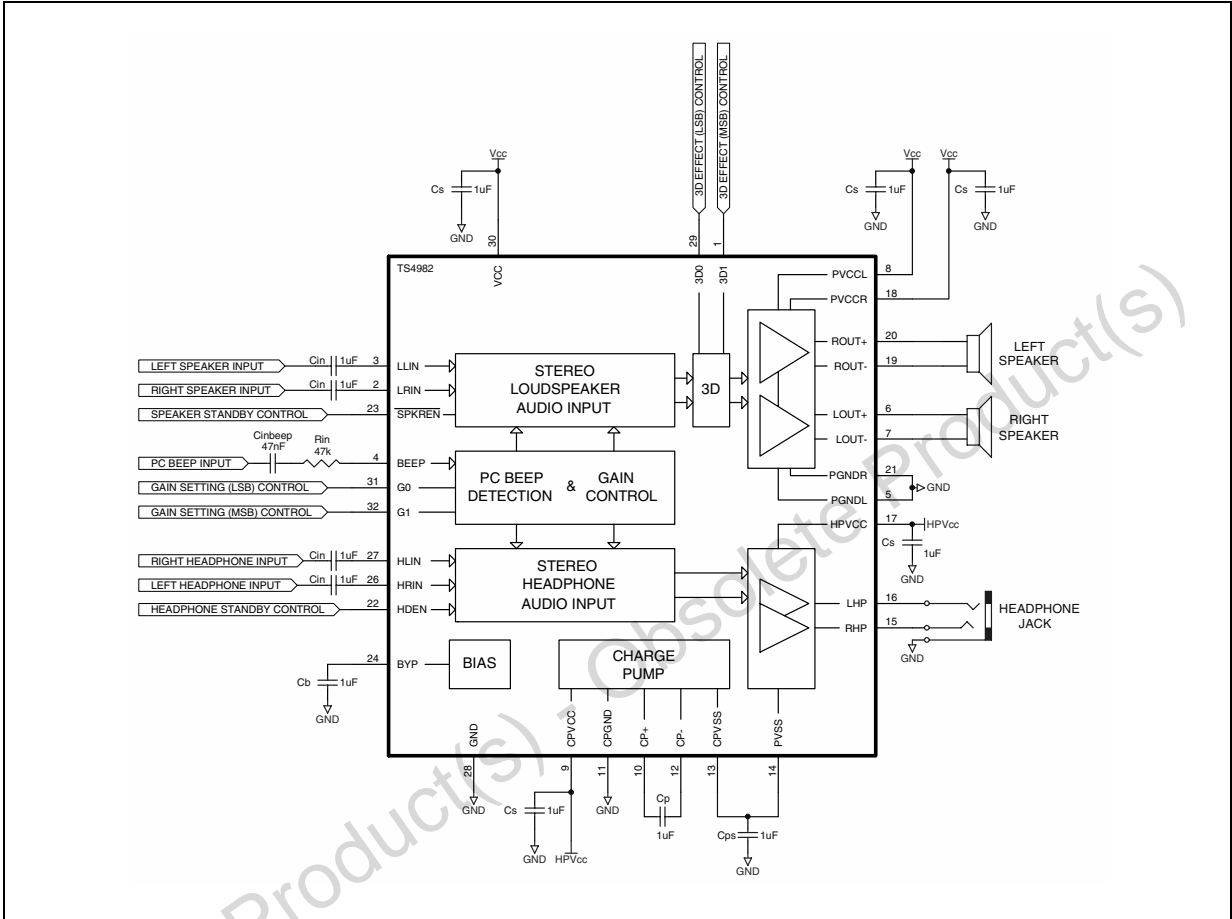 3D EFFECT (LSB) CONTROL
3D EFFECT (MSB) CONTROL
Vcc
Cs
1uF
GND
30
VCC
29
1
3D0
3D1
Vcc
Vcc
Cs
1uF
GND
Cs
1uF
GND
TS4982
PVCCL
8
PVCCR
18
LEFT SPEAKER INPUT
Cin
1uF
3
LLIN
RIGHT SPEAKER INPUT
Cin
1uF
2
LRIN
SPEAKER STANDBY CONTROL
23
SPKREN
STEREO
LOUDSPEAKER
AUDIO INPUT
3D
ROUT+
20
ROUT-
19
LEFT
SPEAKER
LOUT+
6
LOUT-
7
RIGHT
SPEAKER
Cinbeep
47nF
Rin
47k
PC BEEP INPUT
4
BEEP
GAIN SETTING (LSB) CONTROL
31
G0
GAIN SETTING (MSB) CONTROL
32
G1
PC BEEP
DETECTION
&
GAIN
CONTROL
PGNDR
21
PGNDL
5
GND
HPVCC
17
HPVcc
Cs
1uF
GND
RIGHT HEADPHONE INPUT
Cin
1uF
27
HLIN
LEFT HEADPHONE INPUT
Cin
1uF
26
HRIN
HEADPHONE STANDBY CONTROL
22
HDEN
STEREO
HEADPHONE
AUDIO INPUT
LHP
16
RHP
15
GND
HEADPHONE
JACK
24
BYP
BIAS
Cb
1uF
GND
CHARGE
PUMP
GND
CPVCC
CPGND
CP+
CP-
CPVSS
PVSS
28
9
11
10
12
13
14
GND
Cs
1uF
GND
HPVcc
GND
Cp
1uF
Cps
1uF
GND
Product(s) - Obsolete Product(s)